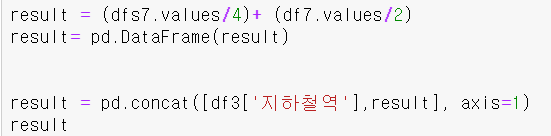 result = (dfs7.values/4)+ (df7.values/2)
result= pd.DataFrame(result)
result = pd.concat([df3['지하철역'],result], axis=1)
result